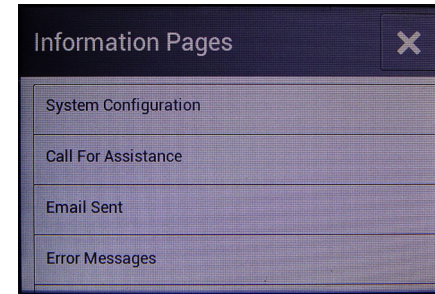 Information Pages
System Configuration
Call For Assistance
Email Sent
Error Messages